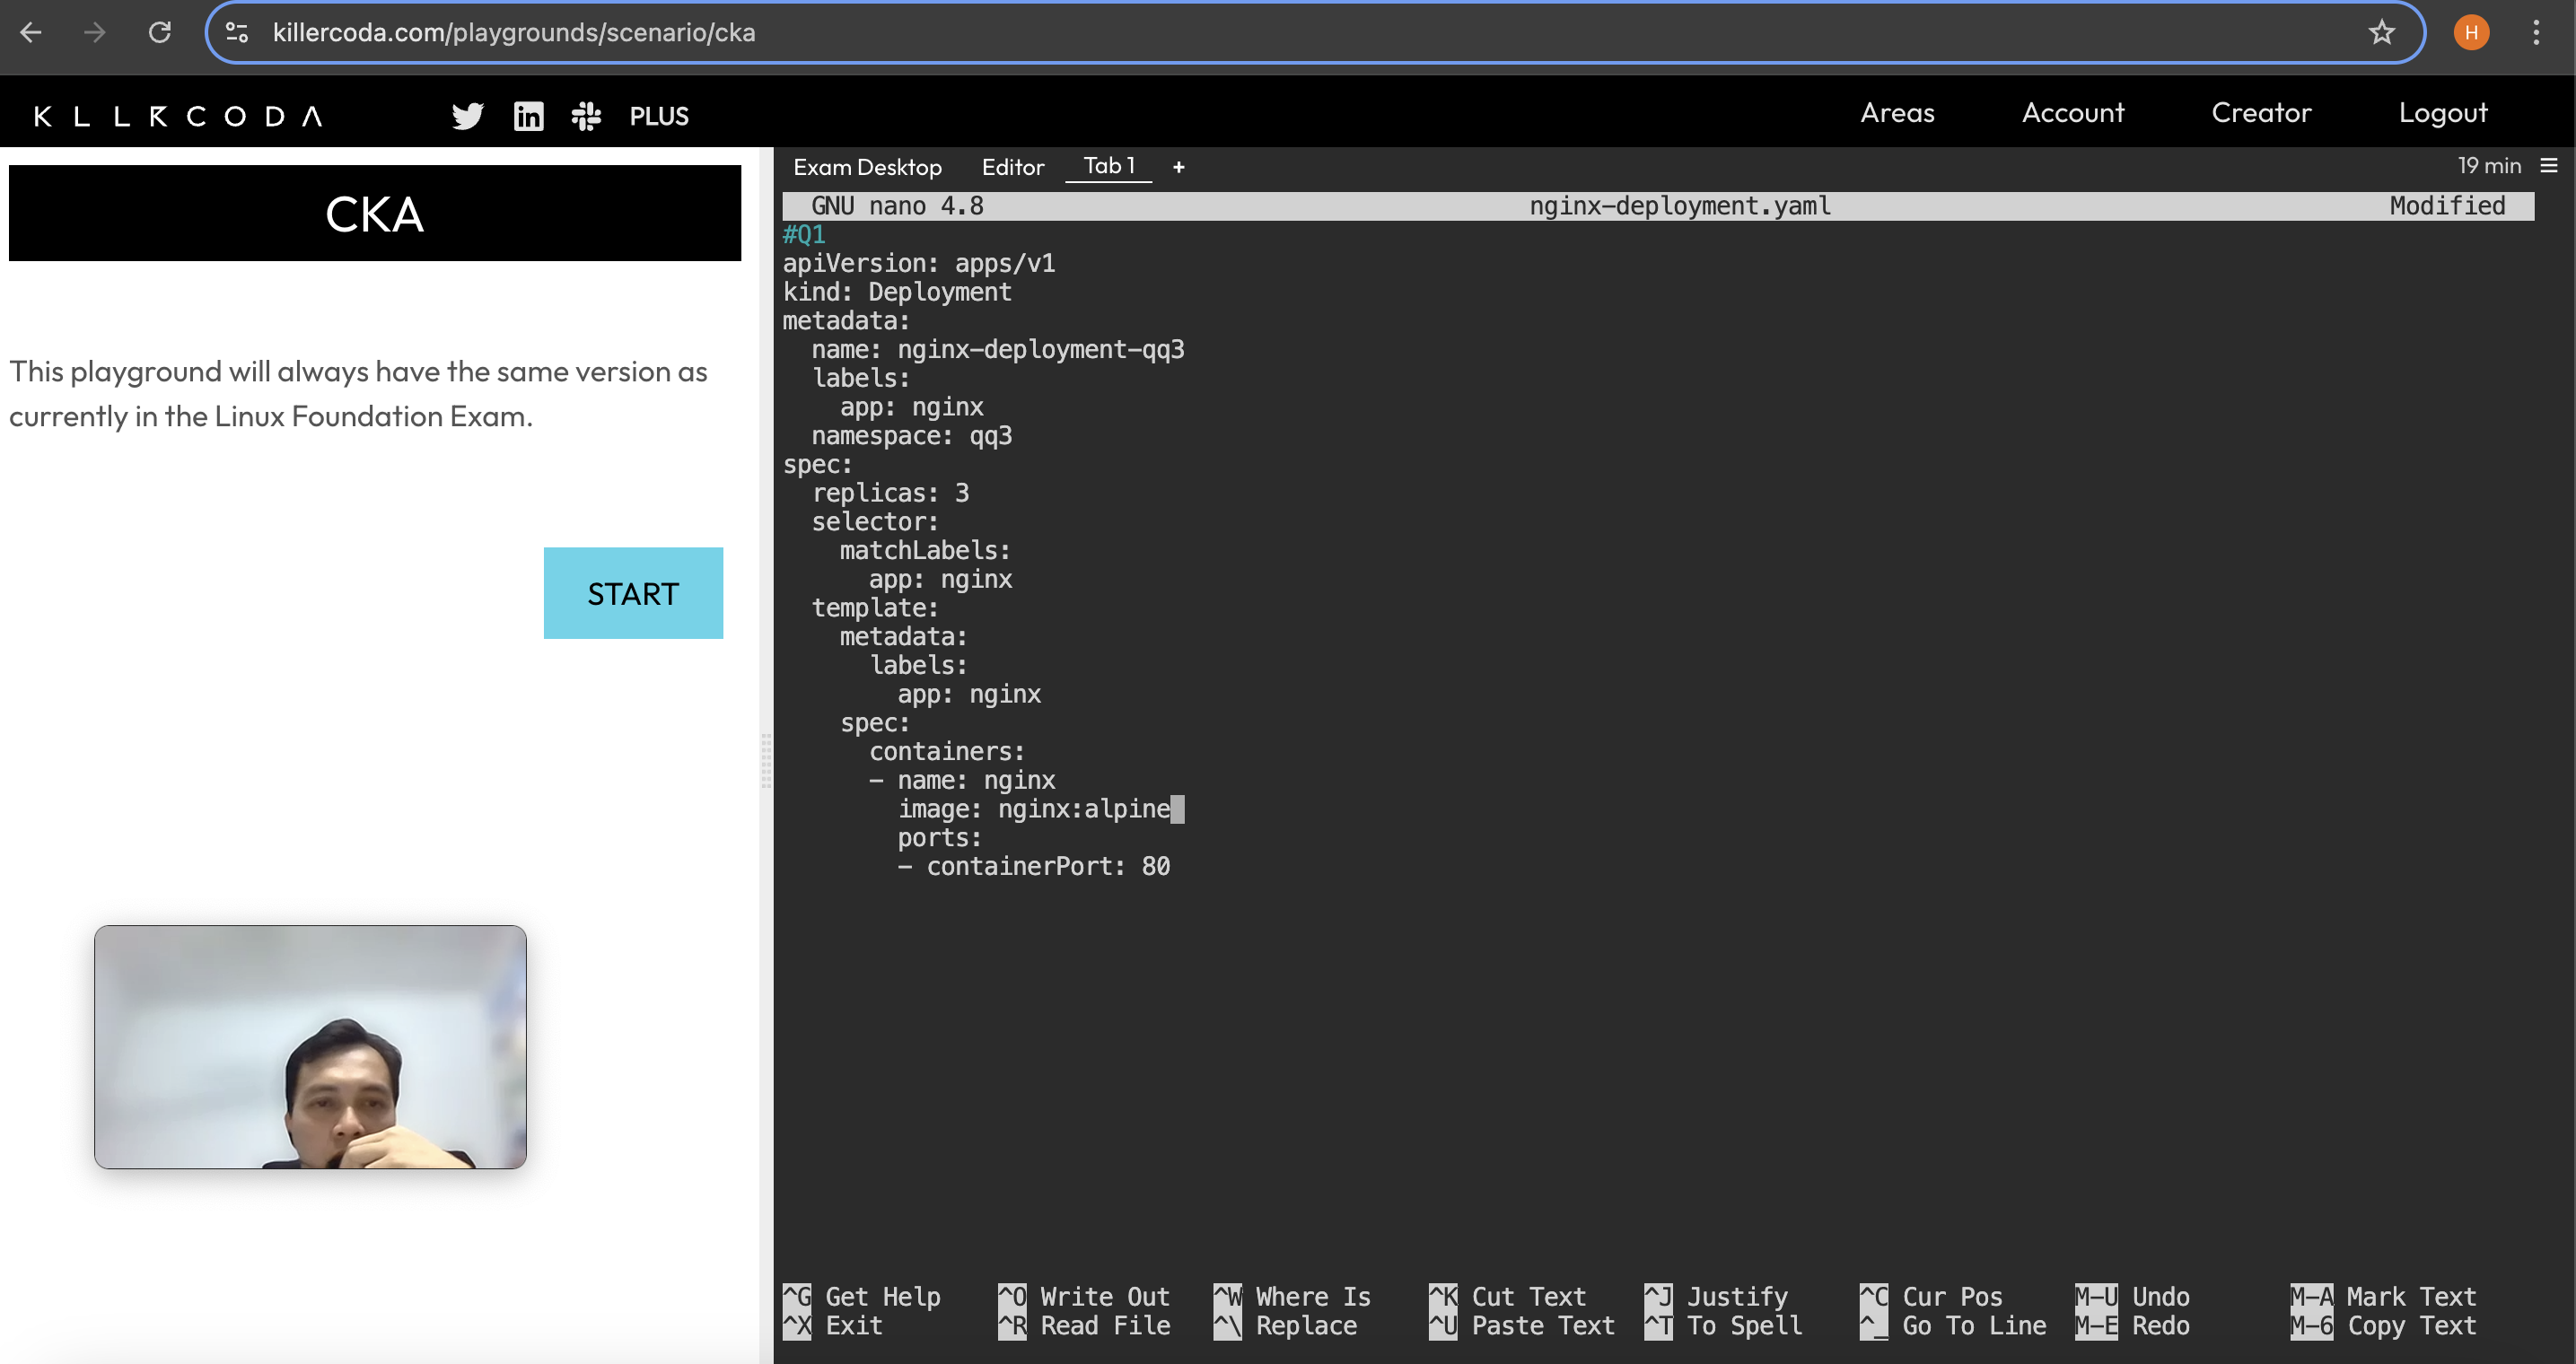 killercoda.com/playgrounds/scenario/cka
H
KLLRCODA
PLUS
Areas Account Creator Logout
CKA
This playground will always have the same version as
currently in the Linux Foundation Exam.
START
Exam Desktop Editor Tab 1 +
19 min
GNU nano 4.8 nginx-deployment.yaml Modified
#Q1
apiVersion: apps/v1
kind: Deployment
metadata:
  name: nginx-deployment-qq3
  labels:
    app: nginx
  namespace: qq3
spec:
  replicas: 3
  selector:
    matchLabels:
      app: nginx
  template:
    metadata:
      labels:
        app: nginx
    spec:
      containers:
      - name: nginx
        image: nginx:alpine
        ports:
        - containerPort: 80
^G Get Help ^O Write Out ^W Where Is ^K Cut Text ^J Justify ^C Cur Pos M-U Undo M-A Mark Text
^X Exit ^R Read File ^\ Replace ^U Paste Text ^T To Spell ^_ Go To Line M-E Redo M-6 Copy Text